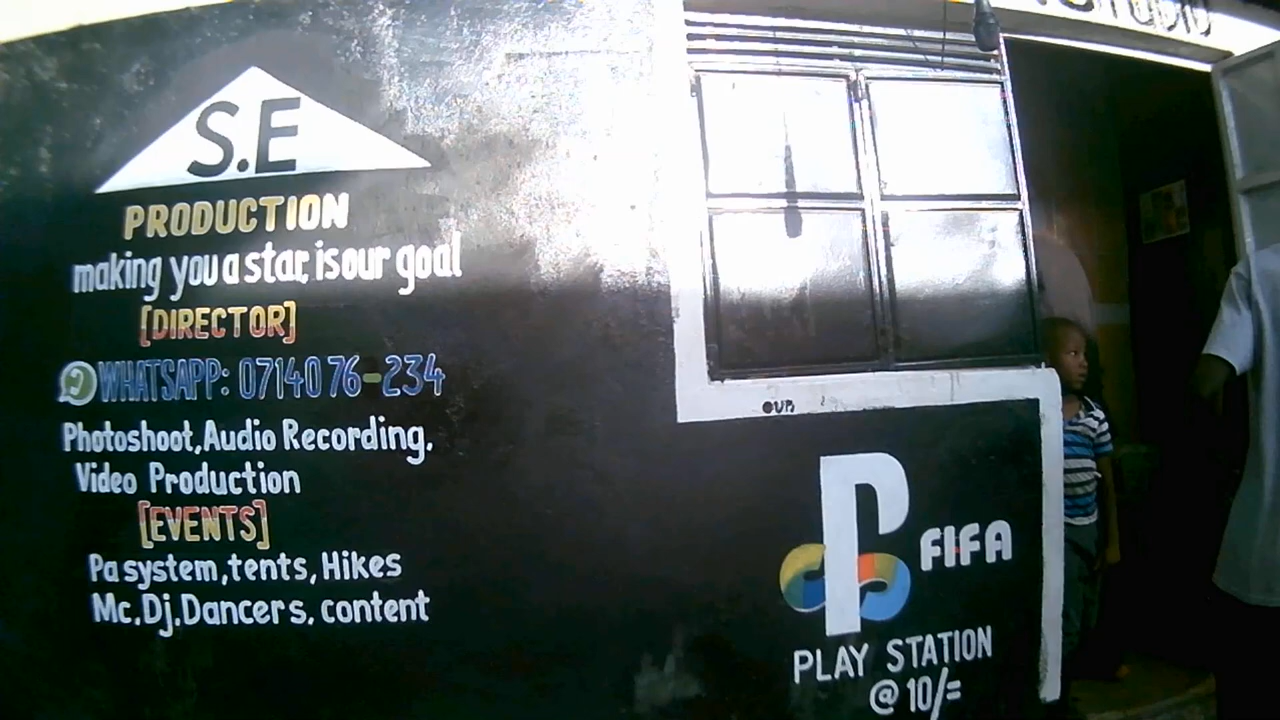 S.E
PRODUCTION
making you a star, is our goal
[DIRECTOR]
WHATSAPP: 0714076-234
Photoshoot, Audio Recording,
Video Production
[EVENTS]
Pa system, tents, Hikes
Mc, Dj, Dancers, content
OUR
FIFA
PLAY STATION
@ 10/=